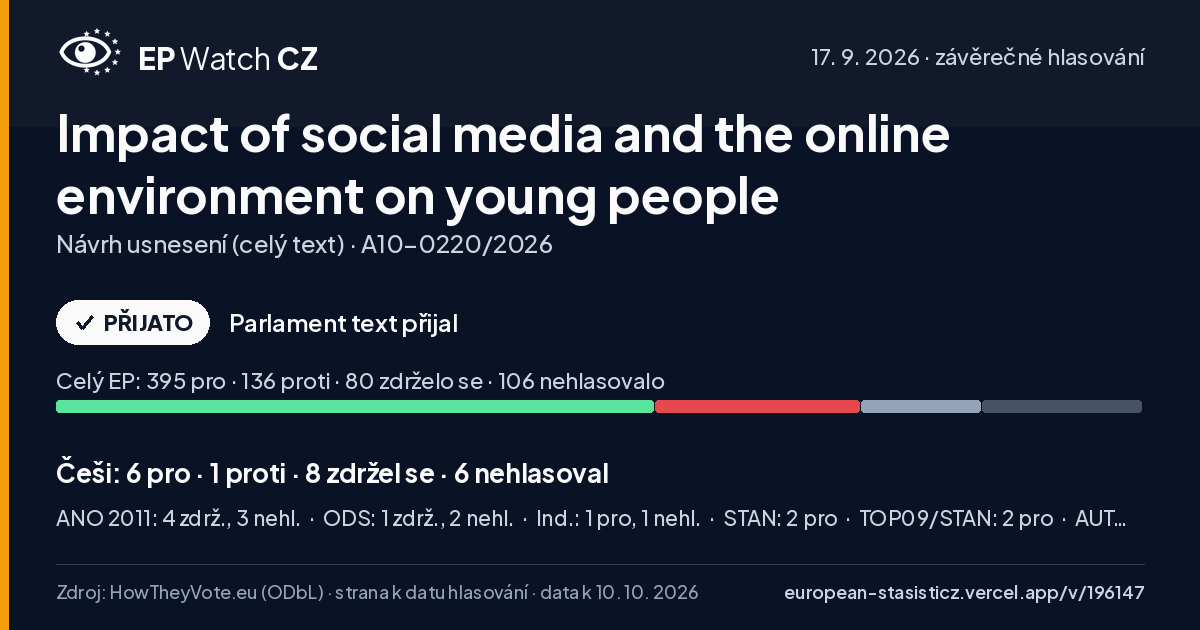 EP Watch CZ
17. 9. 2026 · závěrečné hlasování
Impact of social media and the online
environment on young people
Návrh usnesení (celý text) · A10–0220/2026
✓ PŘIJATO
Parlament text přijal
Celý EP: 395 pro · 136 proti · 80 zdrželo se · 106 nehlasovalo
Češi: 6 pro · 1 proti · 8 zdržel se · 6 nehlasoval
ANO 2011: 4 zdrž., 3 nehl. · ODS: 1 zdrž., 2 nehl. · Ind.: 1 pro, 1 nehl. · STAN: 2 pro · TOP09/STAN: 2 pro · AUT…
Zdroj: HowTheyVote.eu (ODbL) · strana k datu hlasování · data k 10. 10. 2026
european-stasisticz.vercel.app/v/196147